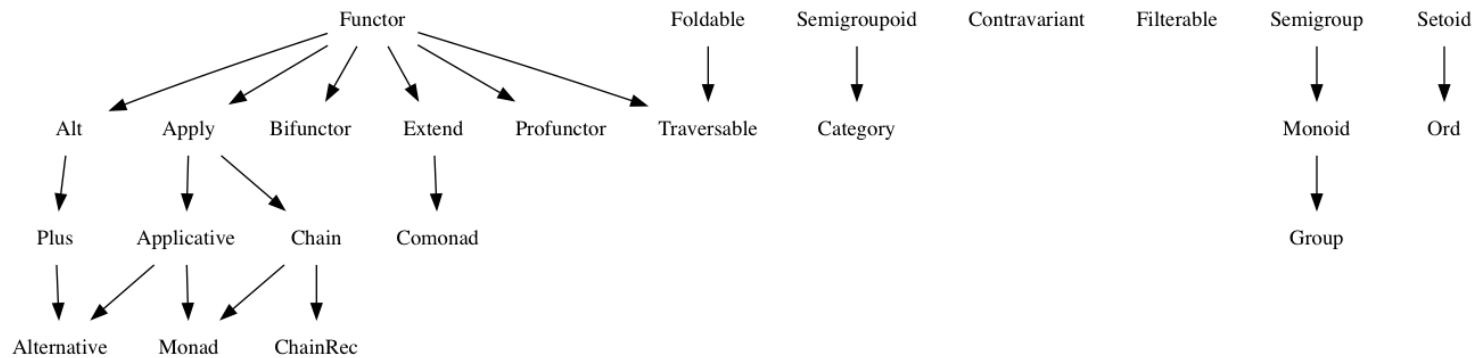 Functor Foldable Semigroupoid Contravariant Filterable Semigroup Setoid
Alt Apply Bifunctor Extend Profunctor Traversable Category Monoid Ord
Plus Applicative Chain Comonad Group
Alternative Monad ChainRec